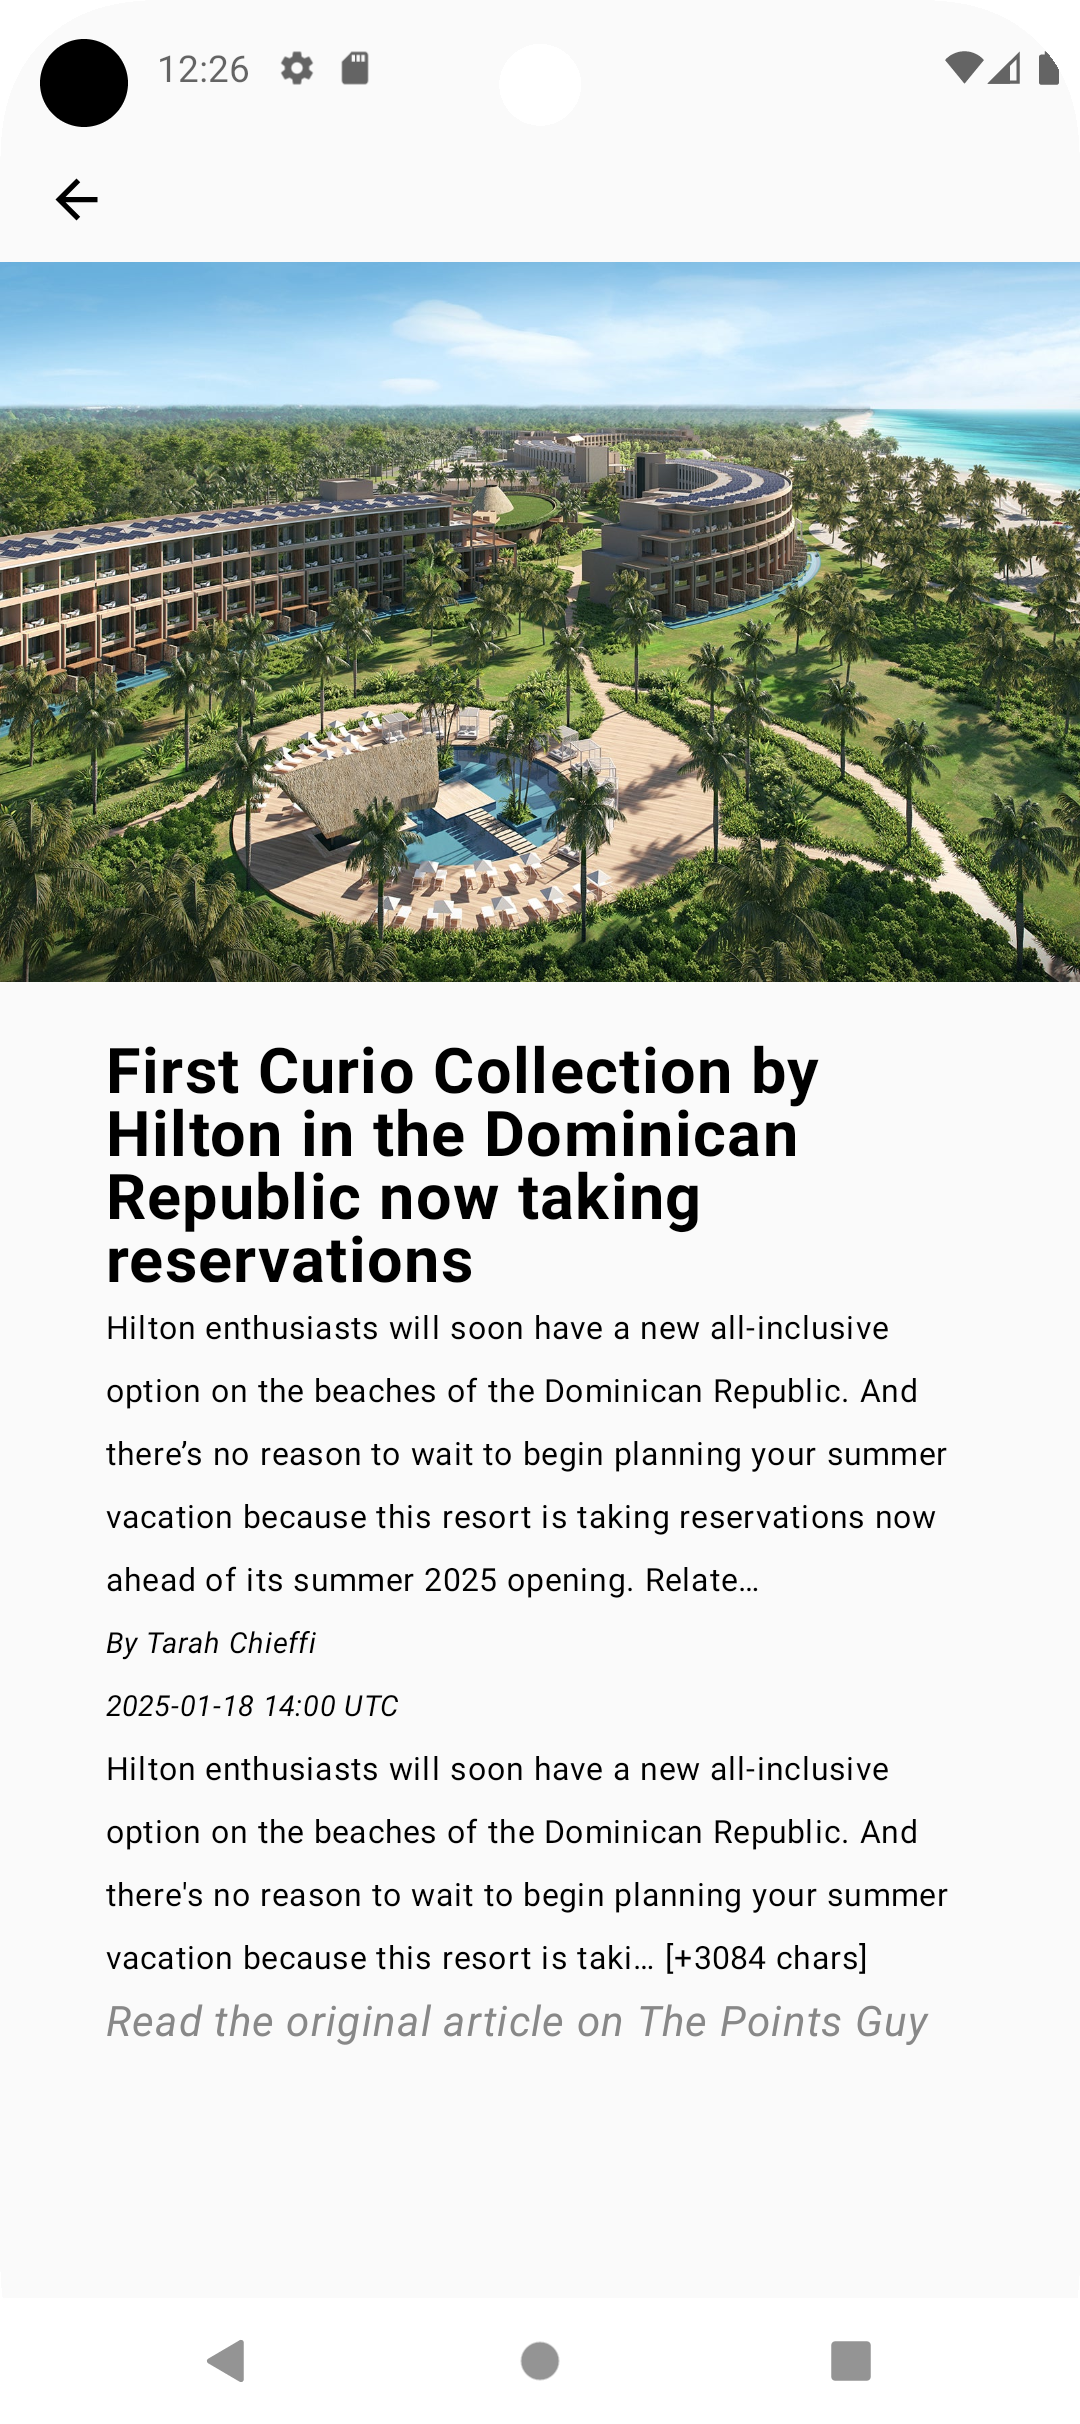 12:26
First Curio Collection by
Hilton in the Dominican
Republic now taking
reservations
Hilton enthusiasts will soon have a new all-inclusive
option on the beaches of the Dominican Republic. And
there’s no reason to wait to begin planning your summer
vacation because this resort is taking reservations now
ahead of its summer 2025 opening. Relate…
By Tarah Chieffi
2025-01-18 14:00 UTC
Hilton enthusiasts will soon have a new all-inclusive
option on the beaches of the Dominican Republic. And
there's no reason to wait to begin planning your summer
vacation because this resort is taki… [+3084 chars]
Read the original article on The Points Guy